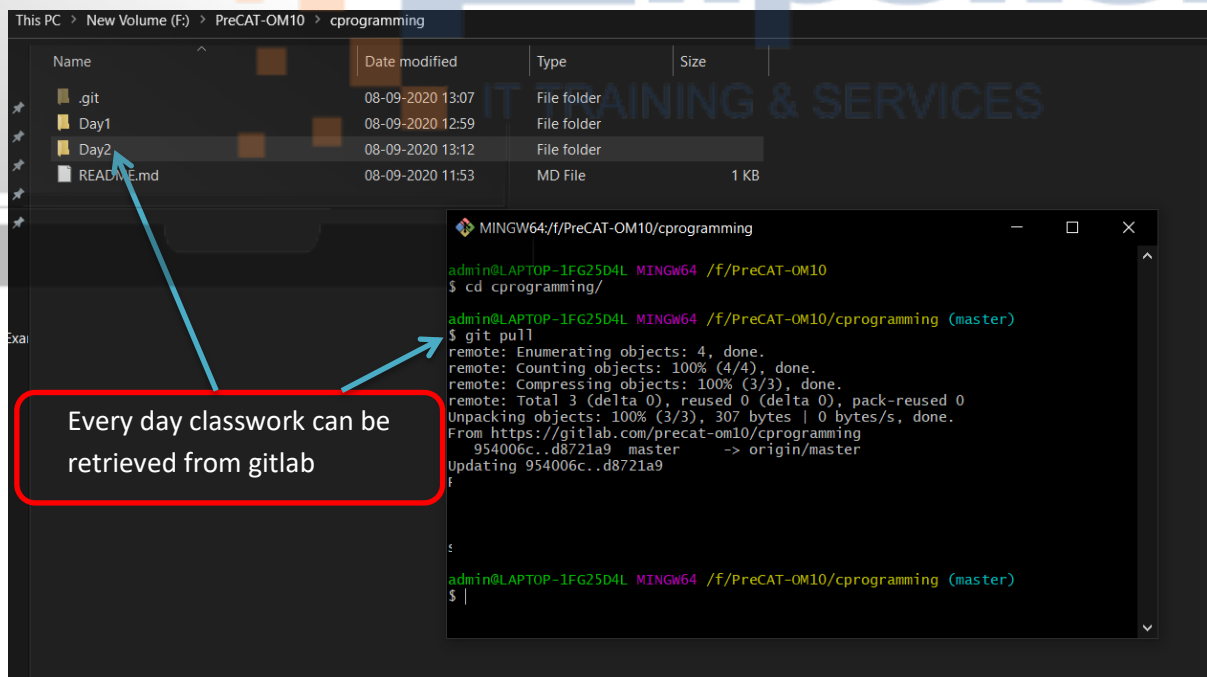 This PC > New Volume (F:) > PreCAT-OM10 > cprogramming
Name Date modified Type Size
.git 08-09-2020 13:07 File folder
Day1 08-09-2020 12:59 File folder
Day2 08-09-2020 13:12 File folder
README.md 08-09-2020 11:53 MD File 1 KB
IT TRAINING & SERVICES
MINGW64:/f/PreCAT-OM10/cprogramming
admin@LAPTOP-1FG25D4L MINGW64 /f/PreCAT-OM10
$ cd cprogramming/
admin@LAPTOP-1FG25D4L MINGW64 /f/PreCAT-OM10/cprogramming (master)
$ git pull
remote: Enumerating objects: 4, done.
remote: Counting objects: 100% (4/4), done.
remote: Compressing objects: 100% (3/3), done.
remote: Total 3 (delta 0), reused 0 (delta 0), pack-reused 0
Unpacking objects: 100% (3/3), 307 bytes | 0 bytes/s, done.
From https://gitlab.com/precat-om10/cprogramming
954006c..d8721a9 master -> origin/master
Updating 954006c..d8721a9
admin@LAPTOP-1FG25D4L MINGW64 /f/PreCAT-OM10/cprogramming (master)
$
Every day classwork can be
retrieved from gitlab